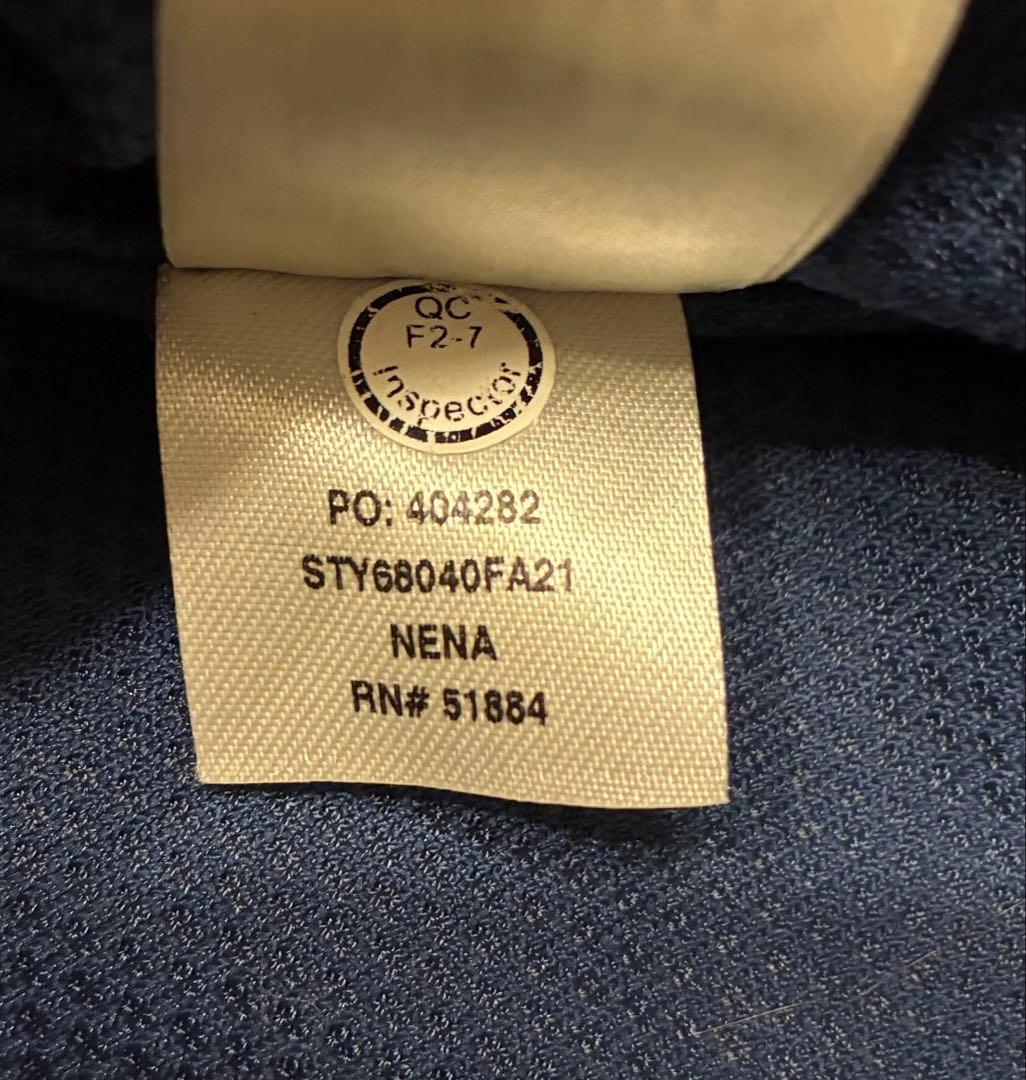 QC
F2-7
Inspector
PO: 404282
STY68040FA21
NENA
RN# 51884